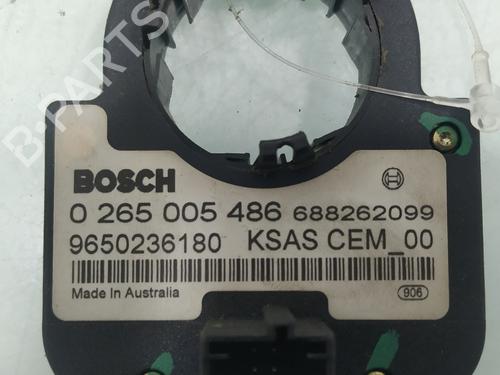 B-PARTS
BOSCH
0 265 005 486 688262099
9650236180 KSAS CEM_00
Made In Australia
906